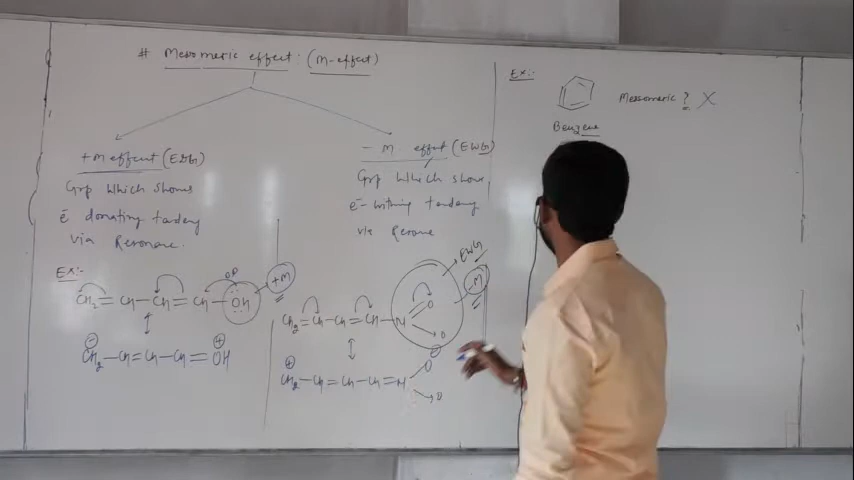 # Mesomeric effect : (M-effect)
+M effect (EDG)
Grp which shows
e⁻ donating tendency
via Resonance.
Ex:-
CH₂=CH-CH=CH-OH
+M
⊖ ⊕
CH₂-CH=CH-CH=OH
- M effect (EWG)
Grp which shows
e⁻ withing tendency
via Resonance
EWG
-M
CH₂=CH-CH=CH-N
O
O
⊕ ⊖
CH₂-CH=CH-CH=N
O
O
Ex:-
Mesomeric ? X
Benzene